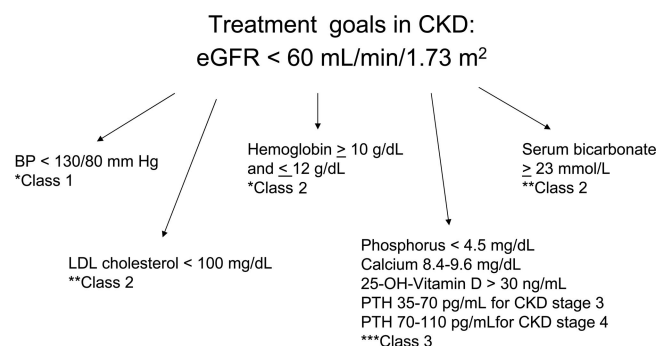 Treatment goals in CKD:
eGFR < 60 mL/min/1.73 m²
BP < 130/80 mm Hg
*Class 1
LDL cholesterol < 100 mg/dL
**Class 2
Hemoglobin ≥ 10 g/dL
and ≤ 12 g/dL
*Class 2
Phosphorus < 4.5 mg/dL
Calcium 8.4-9.6 mg/dL
25-OH-Vitamin D > 30 ng/mL
PTH 35-70 pg/mL for CKD stage 3
PTH 70-110 pg/mLfor CKD stage 4
***Class 3
Serum bicarbonate
≥ 23 mmol/L
**Class 2